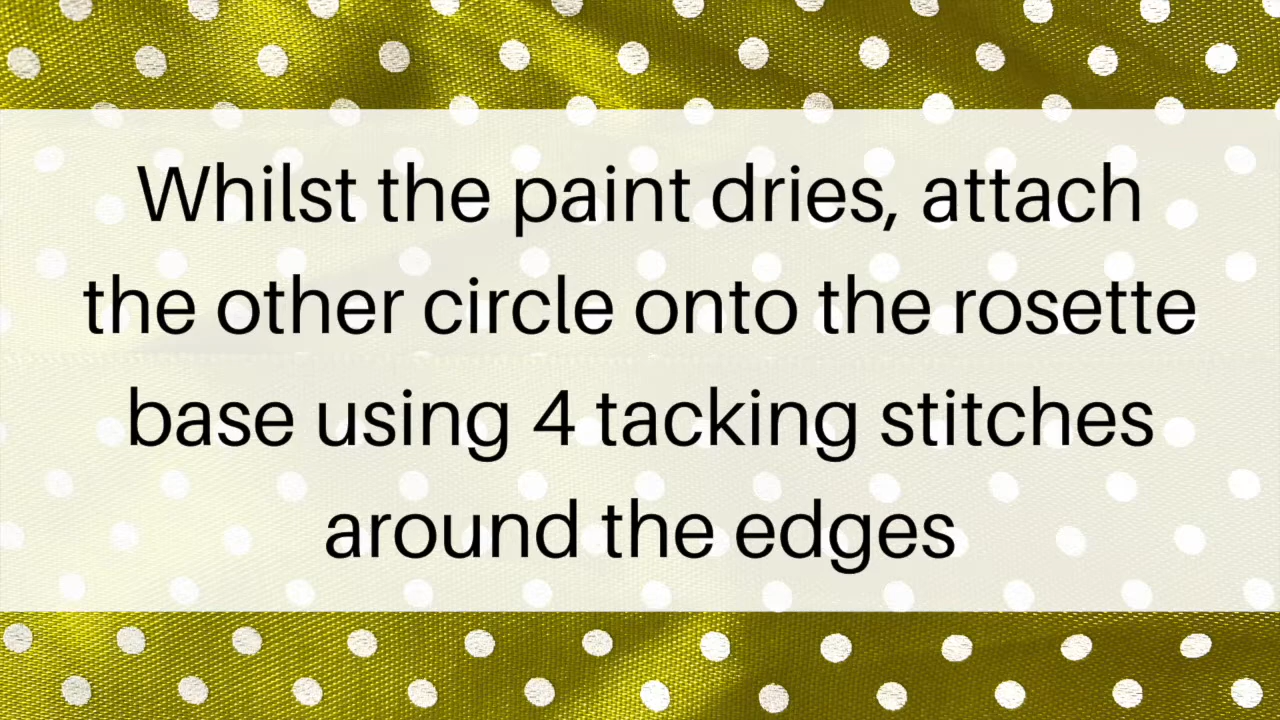 Whilst the paint dries, attach
the other circle onto the rosette
base using 4 tacking stitches
around the edges